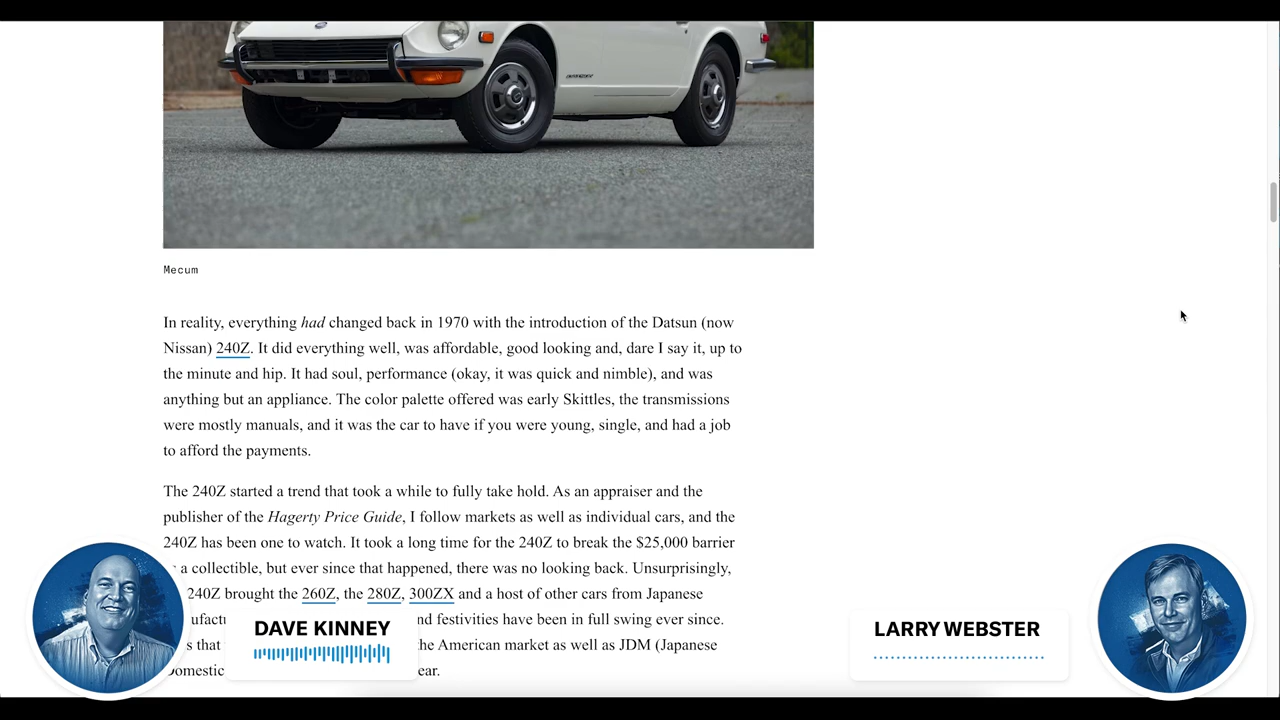 Mecum
In reality, everything had changed back in 1970 with the introduction of the Datsun (now
Nissan) 240Z. It did everything well, was affordable, good looking and, dare I say it, up to
the minute and hip. It had soul, performance (okay, it was quick and nimble), and was
anything but an appliance. The color palette offered was early Skittles, the transmissions
were mostly manuals, and it was the car to have if you were young, single, and had a job
to afford the payments.
The 240Z started a trend that took a while to fully take hold. As an appraiser and the
publisher of the Hagerty Price Guide, I follow markets as well as individual cars, and the
240Z has been one to watch. It took a long time for the 240Z to break the $25,000 barrier
a collectible, but ever since that happened, there was no looking back. Unsurprisingly,
240Z brought the 260Z, the 280Z, 300ZX and a host of other cars from Japanese
nd festivities have been in full swing ever since.
that
the American market as well as JDM (Japanese
Domestic
ear.
DAVE KINNEY
LARRY WEBSTER